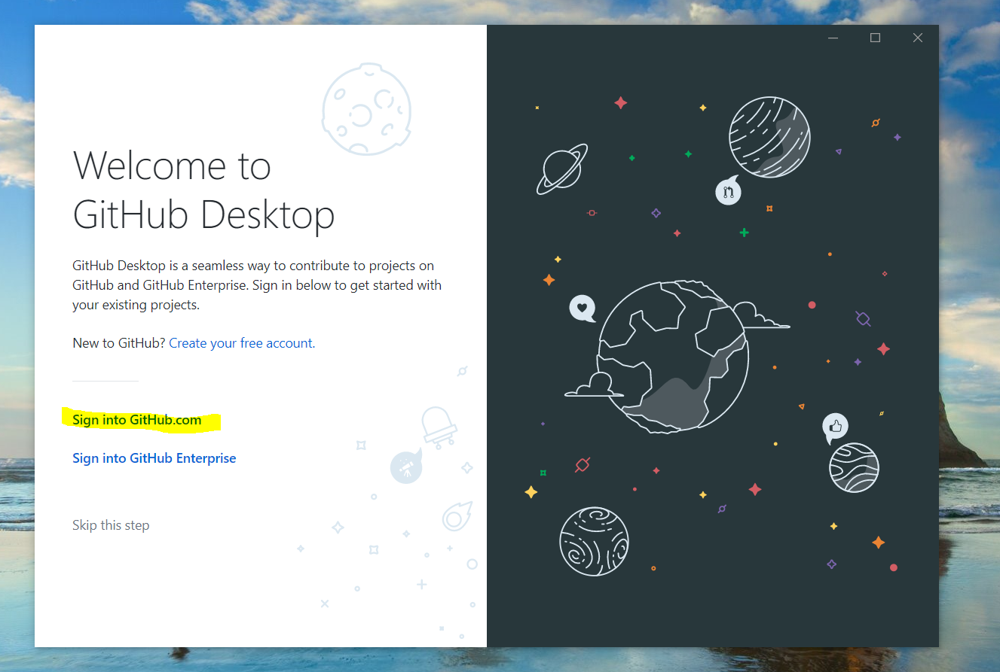 Welcome to
GitHub Desktop
GitHub Desktop is a seamless way to contribute to projects on
GitHub and GitHub Enterprise. Sign in below to get started with
your existing projects.
New to GitHub? Create your free account.
Sign into GitHub.com
Sign into GitHub Enterprise
Skip this step